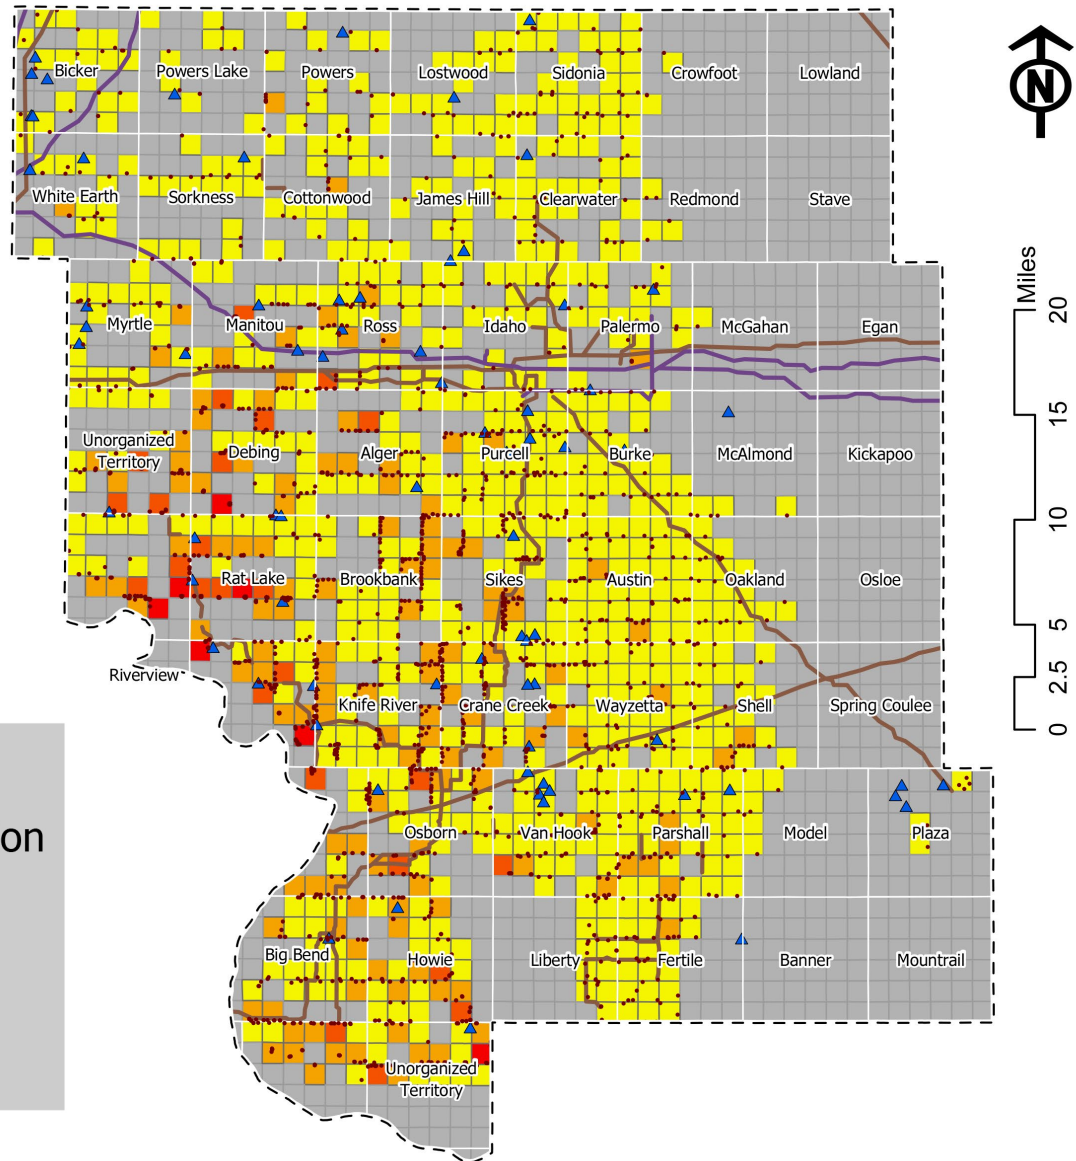 N
Bicker
Powers Lake
Powers
Lostwood
Sidonia
Crowfoot
Lowland
White Earth
Sorkness
Cottonwood
James Hill
Clearwater
Redmond
Stave
Myrtle
Manitou
Ross
Idaho
Palermo
McGahan
Egan
Unorganized
Territory
Debing
Alger
Purcell
Burke
McAlmond
Kickapoo
Rat Lake
Brookbank
Sikes
Austin
Oakland
Osloe
Riverview
Knife River
Crane Creek
Wayzetta
Shell
Spring Coulee
Osborn
Van Hook
Parshall
Model
Plaza
Big Bend
Howie
Liberty
Fertile
Banner
Mountrail
Unorganized
Territory
on
Miles
20
15
10
5
2.5
0